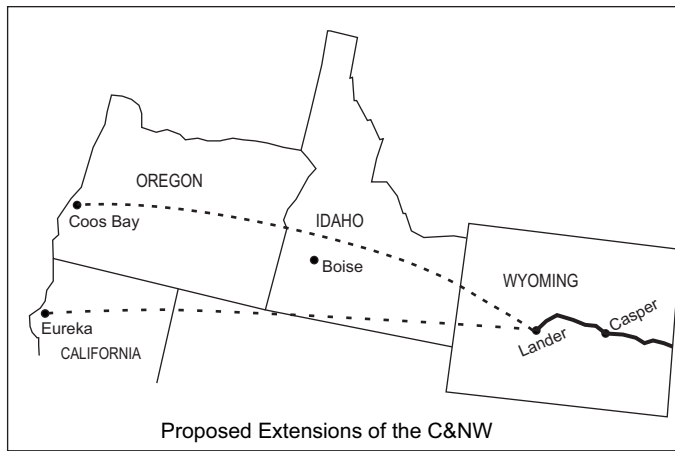 OREGON
Coos Bay
IDAHO
Boise
WYOMING
Casper
Lander
Eureka
CALIFORNIA
Proposed Extensions of the C&NW